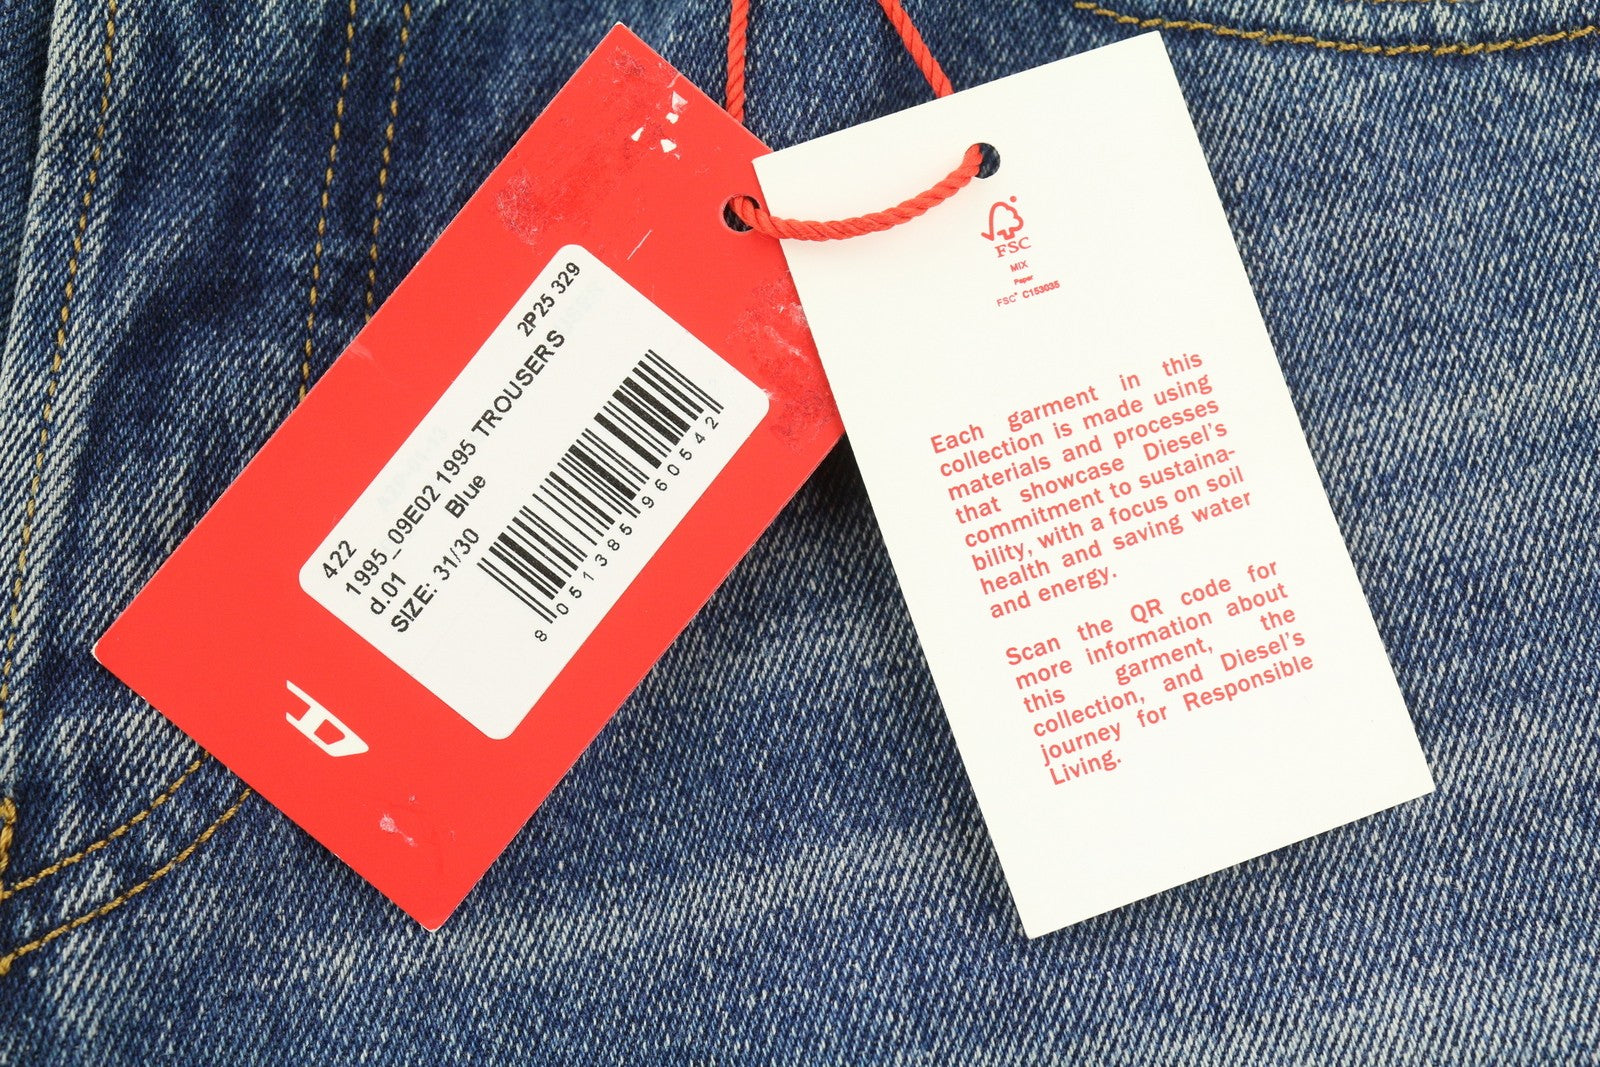 2P25 329
422
1995_09E02 1995 TROUSERS
d.01 Blue
SIZE: 31/30
8 051385 960542
FSC
MIX
Paper
FSC® C153035
Each garment in this
collection is made using
materials and processes
that showcase Diesel's
commitment to sustaina-
bility, with a focus on soil
health and saving water
and energy.
Scan the QR code for
more information about
this garment, the
collection, and Diesel's
journey for Responsible
Living.